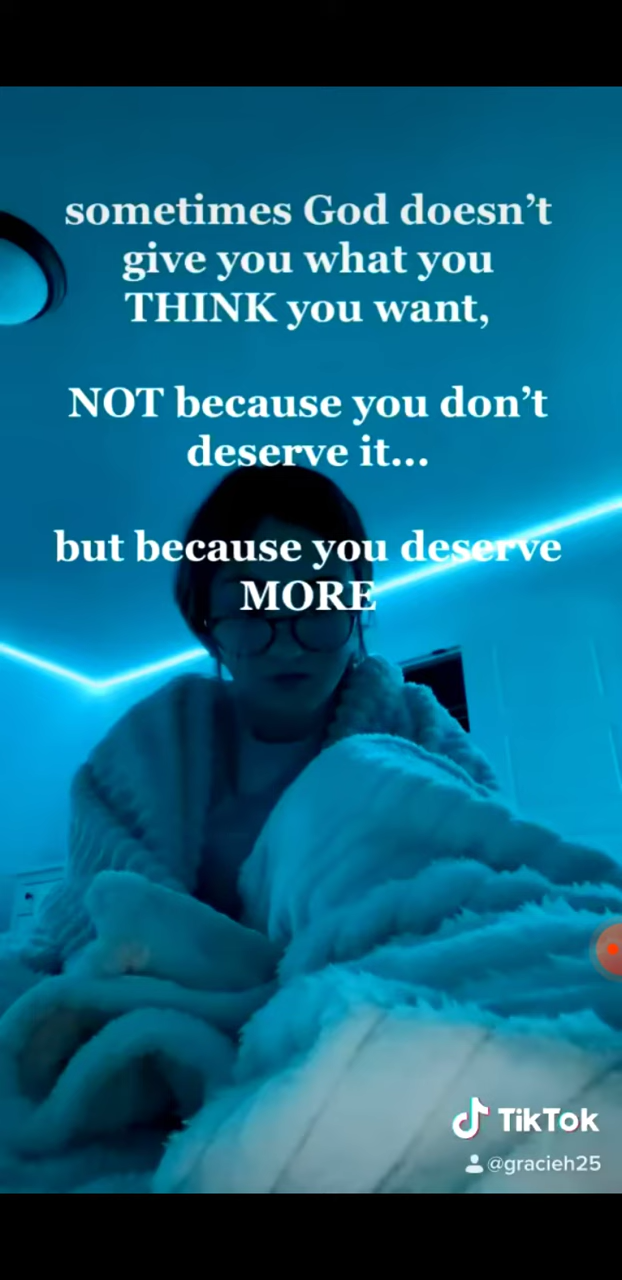 sometimes God doesn’t
give you what you
THINK you want,
NOT because you don’t
deserve it...
but because you deserve
MORE
TikTok
@gracieh25